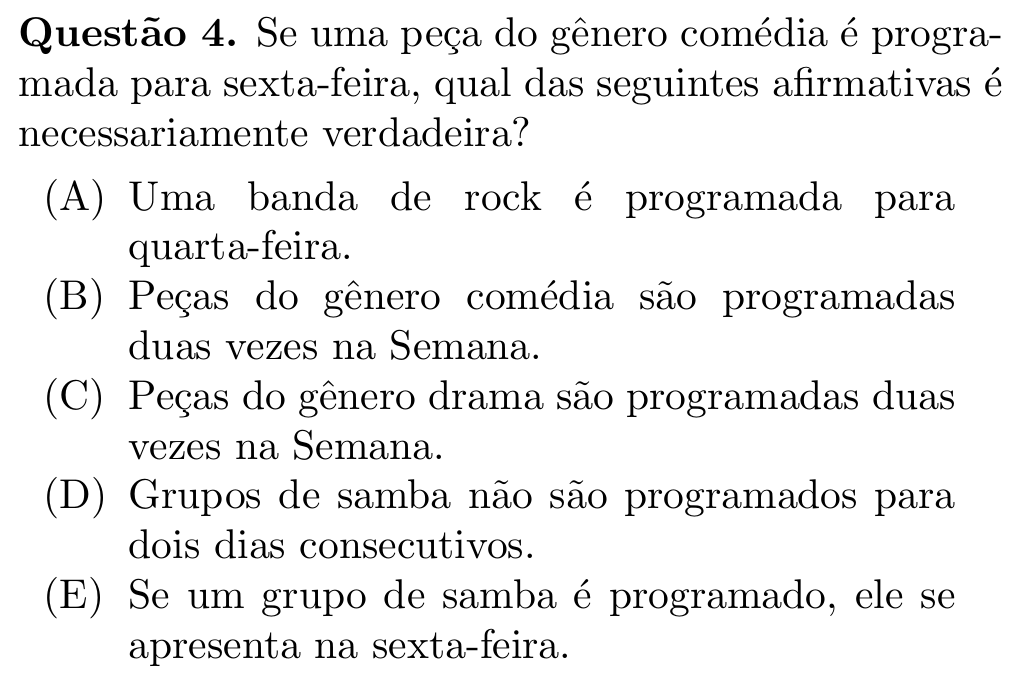 Questão 4. Se uma peça do gênero comédia é progra-
mada para sexta-feira, qual das seguintes afirmativas é
necessariamente verdadeira?
(A) Uma banda de rock é programada para
quarta-feira.
(B) Peças do gênero comédia são programadas
duas vezes na Semana.
(C) Peças do gênero drama são programadas duas
vezes na Semana.
(D) Grupos de samba não são programados para
dois dias consecutivos.
(E) Se um grupo de samba é programado, ele se
apresenta na sexta-feira.